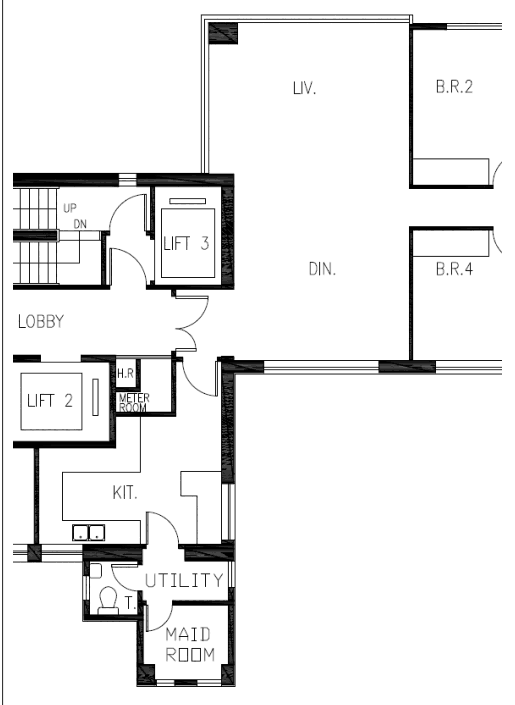 LIV.
B.R.2
UP
DN
LIFT 3
DIN.
B.R.4
LOBBY
H.R
METER
ROOM
LIFT 2
KIT.
UTILITY
T.
MAID
ROOM